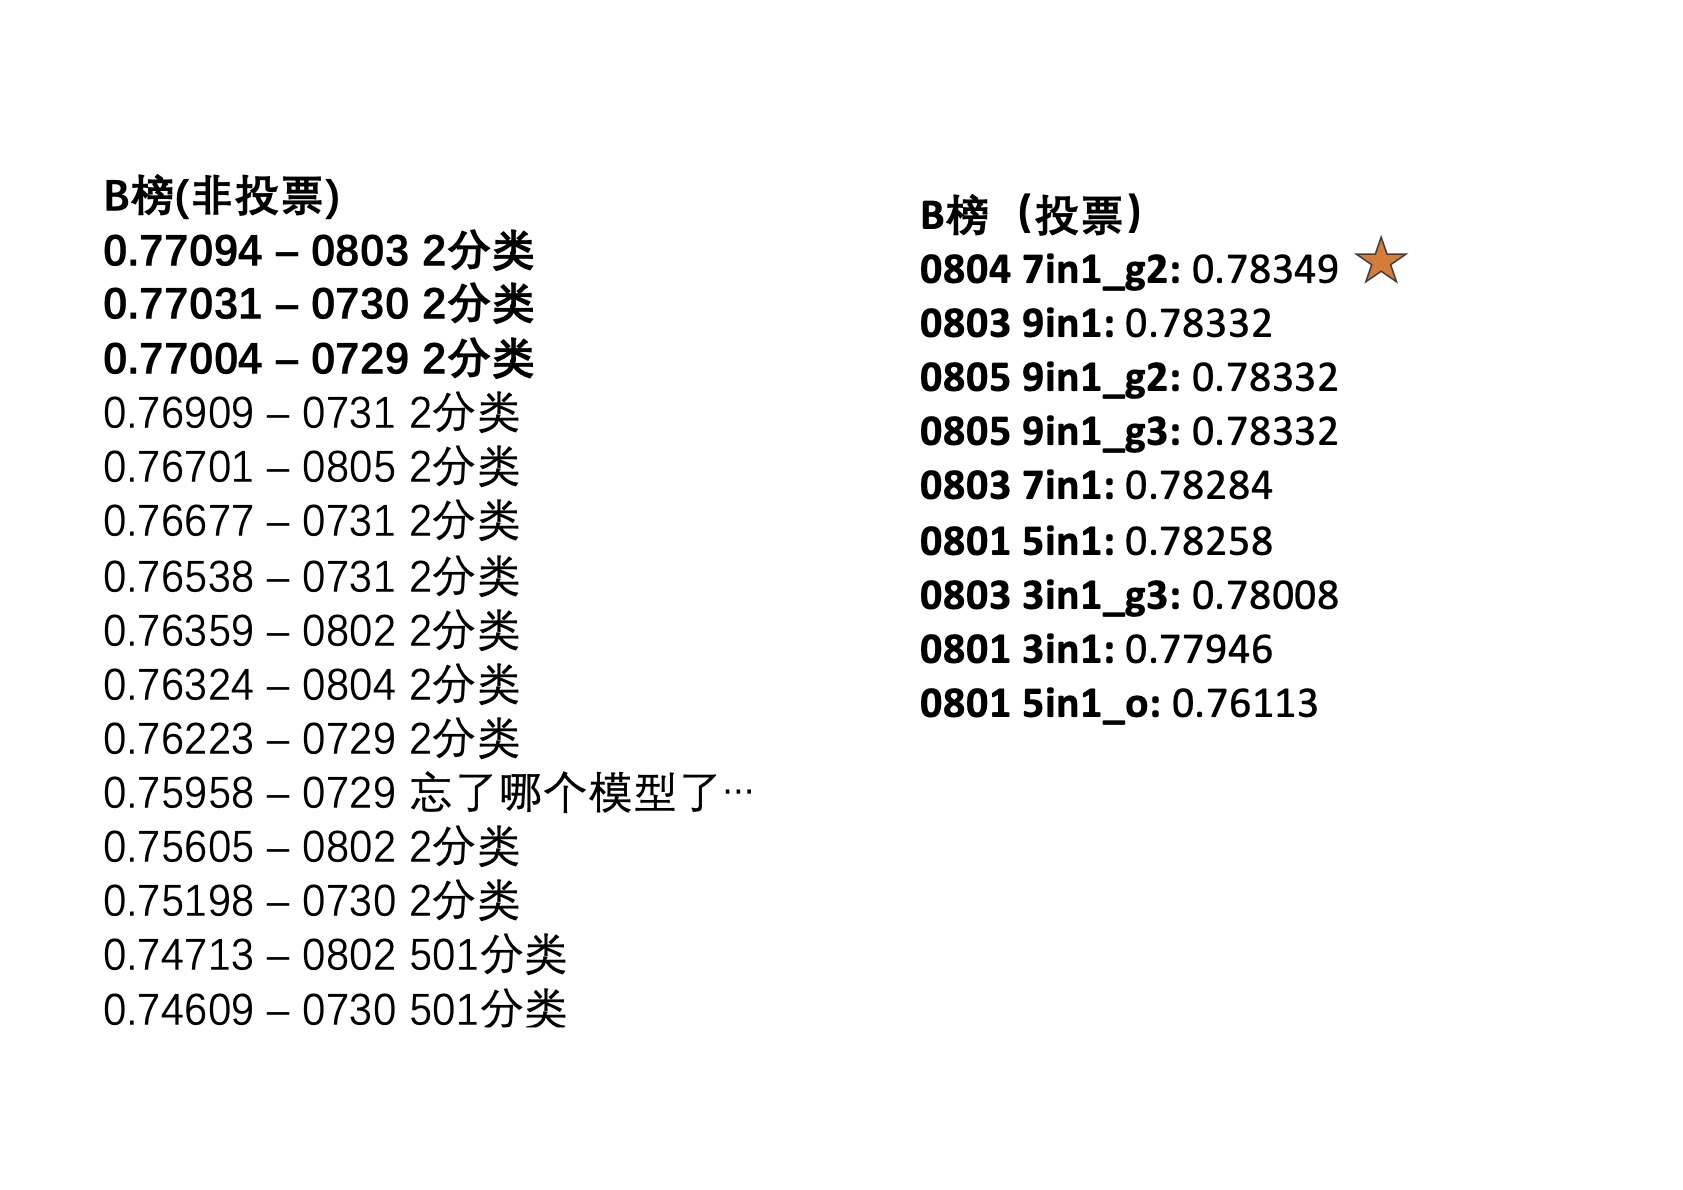 B榜(非投票)
0.77094 – 0803 2分类
0.77031 – 0730 2分类
0.77004 – 0729 2分类
0.76909 – 0731 2分类
0.76701 – 0805 2分类
0.76677 – 0731 2分类
0.76538 – 0731 2分类
0.76359 – 0802 2分类
0.76324 – 0804 2分类
0.76223 – 0729 2分类
0.75958 – 0729 忘了哪个模型了…
0.75605 – 0802 2分类
0.75198 – 0730 2分类
0.74713 – 0802 501分类
0.74609 – 0730 501分类
B榜（投票）
0804 7in1_g2: 0.78349
0803 9in1: 0.78332
0805 9in1_g2: 0.78332
0805 9in1_g3: 0.78332
0803 7in1: 0.78284
0801 5in1: 0.78258
0803 3in1_g3: 0.78008
0801 3in1: 0.77946
0801 5in1_o: 0.76113